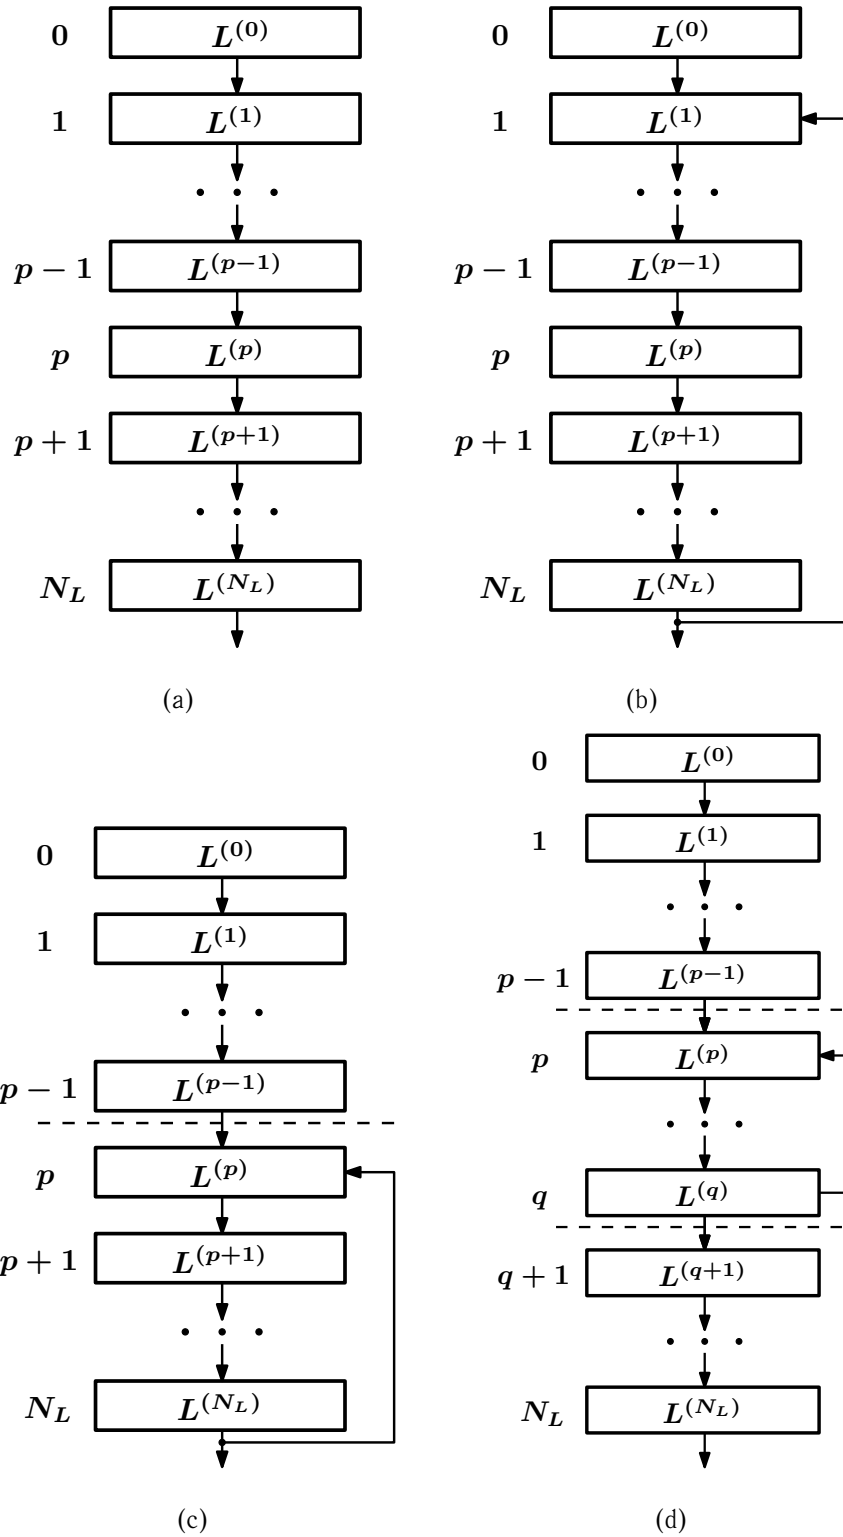 0 L^(0)
1 L^(1)
· · ·
p − 1 L^(p−1)
p L^(p)
p + 1 L^(p+1)
· · ·
N_L L^(N_L)
(a)
0 L^(0)
1 L^(1)
· · ·
p − 1 L^(p−1)
p L^(p)
p + 1 L^(p+1)
· · ·
N_L L^(N_L)
(b)
0 L^(0)
1 L^(1)
· · ·
p − 1 L^(p−1)
p L^(p)
p + 1 L^(p+1)
· · ·
N_L L^(N_L)
(c)
0 L^(0)
1 L^(1)
· · ·
p − 1 L^(p−1)
p L^(p)
· · ·
q L^(q)
q + 1 L^(q+1)
· · ·
N_L L^(N_L)
(d)